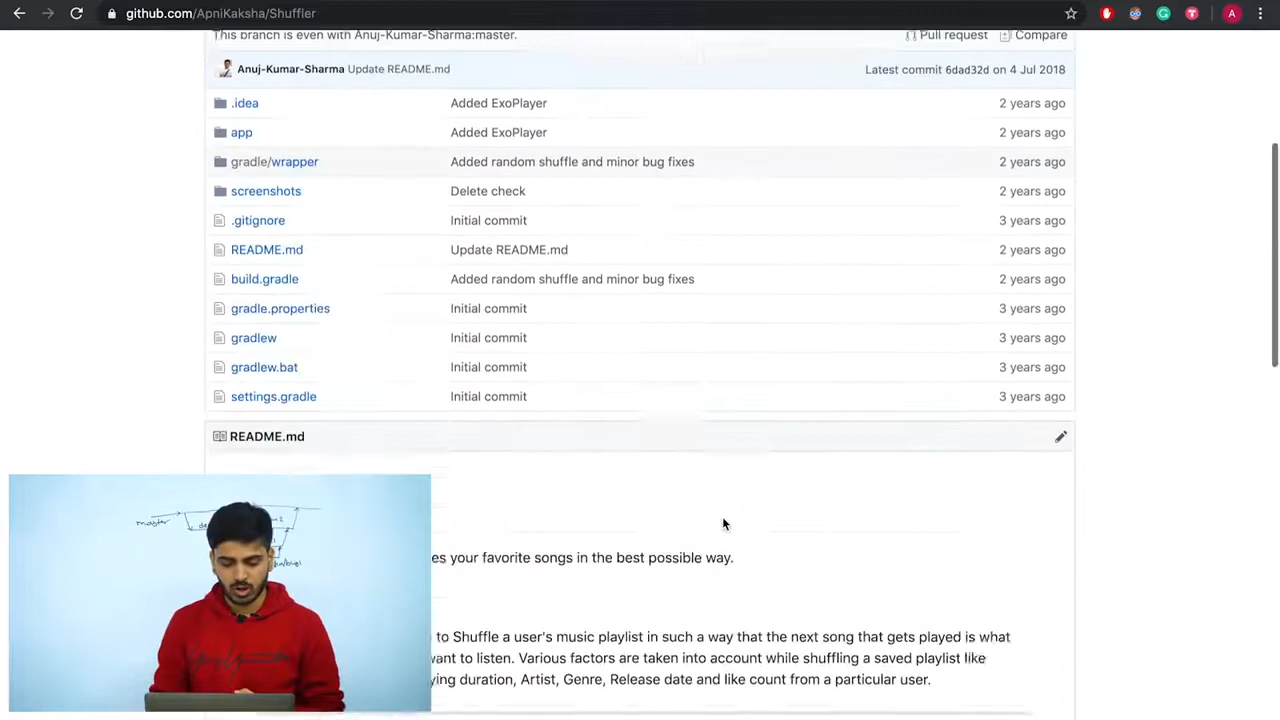 github.com/ApniKaksha/Shuffler
A
This branch is even with Anuj-Kumar-Sharma:master.
Pull request
Compare
Anuj-Kumar-Sharma Update README.md
Latest commit 6dad32d on 4 Jul 2018
.idea Added ExoPlayer 2 years ago
app Added ExoPlayer 2 years ago
gradle/wrapper Added random shuffle and minor bug fixes 2 years ago
screenshots Delete check 2 years ago
.gitignore Initial commit 3 years ago
README.md Update README.md 2 years ago
build.gradle Added random shuffle and minor bug fixes 2 years ago
gradle.properties Initial commit 3 years ago
gradlew Initial commit 3 years ago
gradlew.bat Initial commit 3 years ago
settings.gradle Initial commit 3 years ago
README.md
master
your favorite songs in the best possible way.
to Shuffle a user's music playlist in such a way that the next song that gets played is what
want to listen. Various factors are taken into account while shuffling a saved playlist like
duration, Artist, Genre, Release date and like count from a particular user.